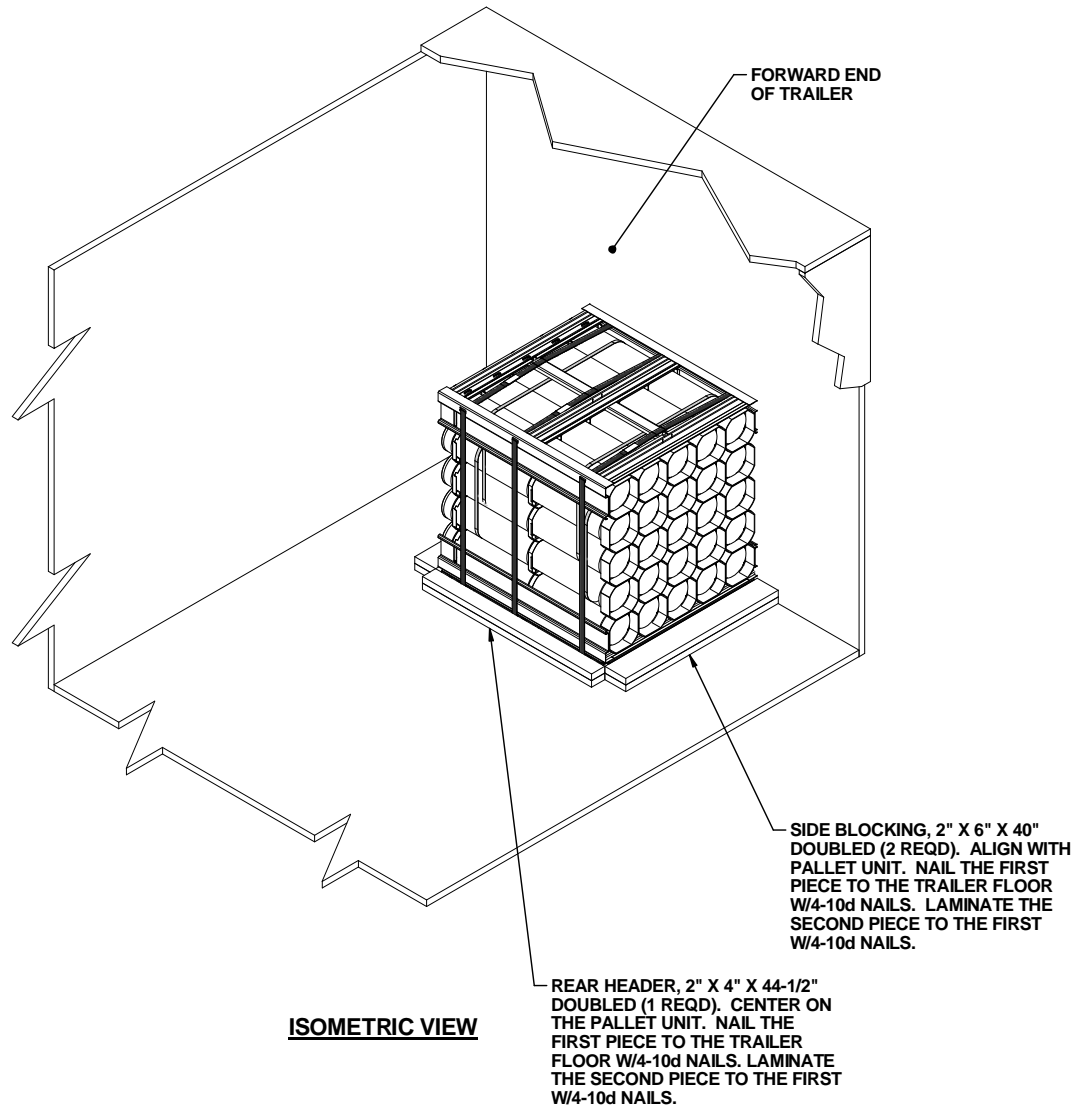 FORWARD END
OF TRAILER
SIDE BLOCKING, 2" X 6" X 40"
DOUBLED (2 REQD). ALIGN WITH
PALLET UNIT. NAIL THE FIRST
PIECE TO THE TRAILER FLOOR
W/4-10d NAILS. LAMINATE THE
SECOND PIECE TO THE FIRST
W/4-10d NAILS.
REAR HEADER, 2" X 4" X 44-1/2"
DOUBLED (1 REQD). CENTER ON
THE PALLET UNIT. NAIL THE
FIRST PIECE TO THE TRAILER
FLOOR W/4-10d NAILS. LAMINATE
THE SECOND PIECE TO THE FIRST
W/4-10d NAILS.
ISOMETRIC VIEW